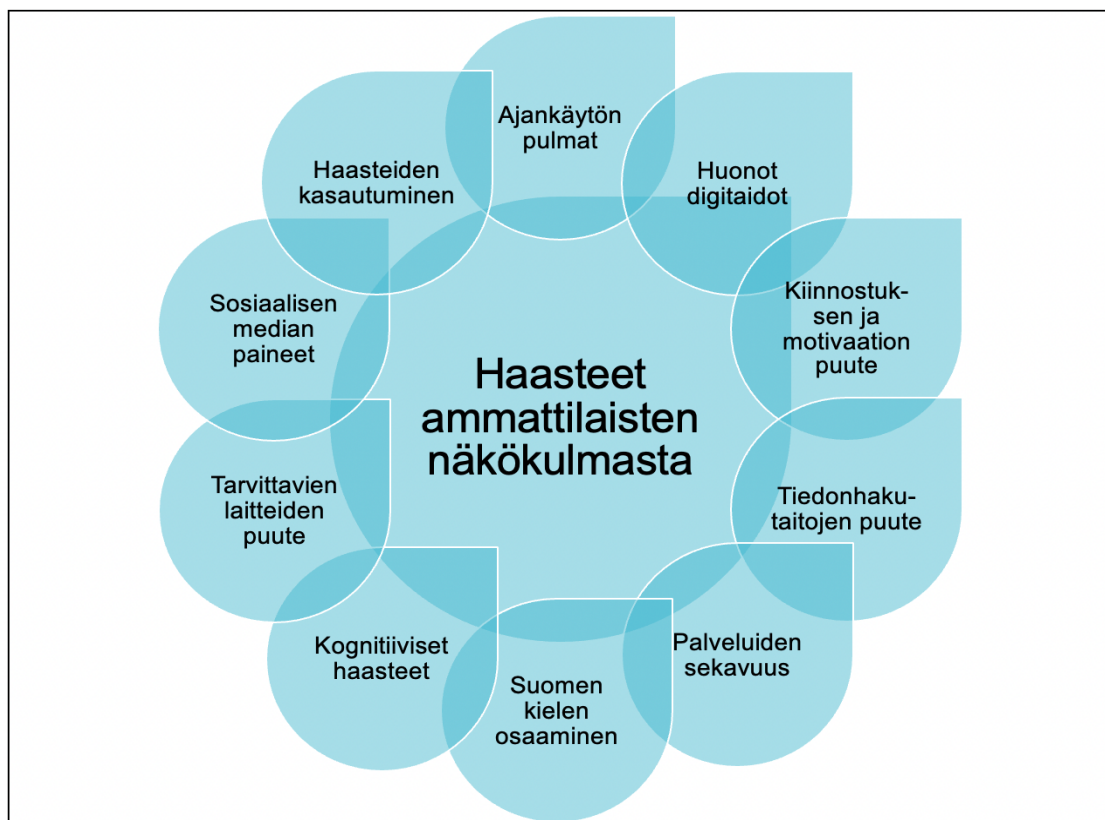 Haasteet
ammattilaisten
näkökulmasta
Ajankäytön
pulmat
Huonot
digitaidot
Kiinnostuk-
sen ja
motivaation
puute
Tiedonhaku-
taitojen puute
Palveluiden
sekavuus
Suomen
kielen
osaaminen
Kognitiiviset
haasteet
Tarvittavien
laitteiden
puute
Sosiaalisen
median
paineet
Haasteiden
kasautuminen